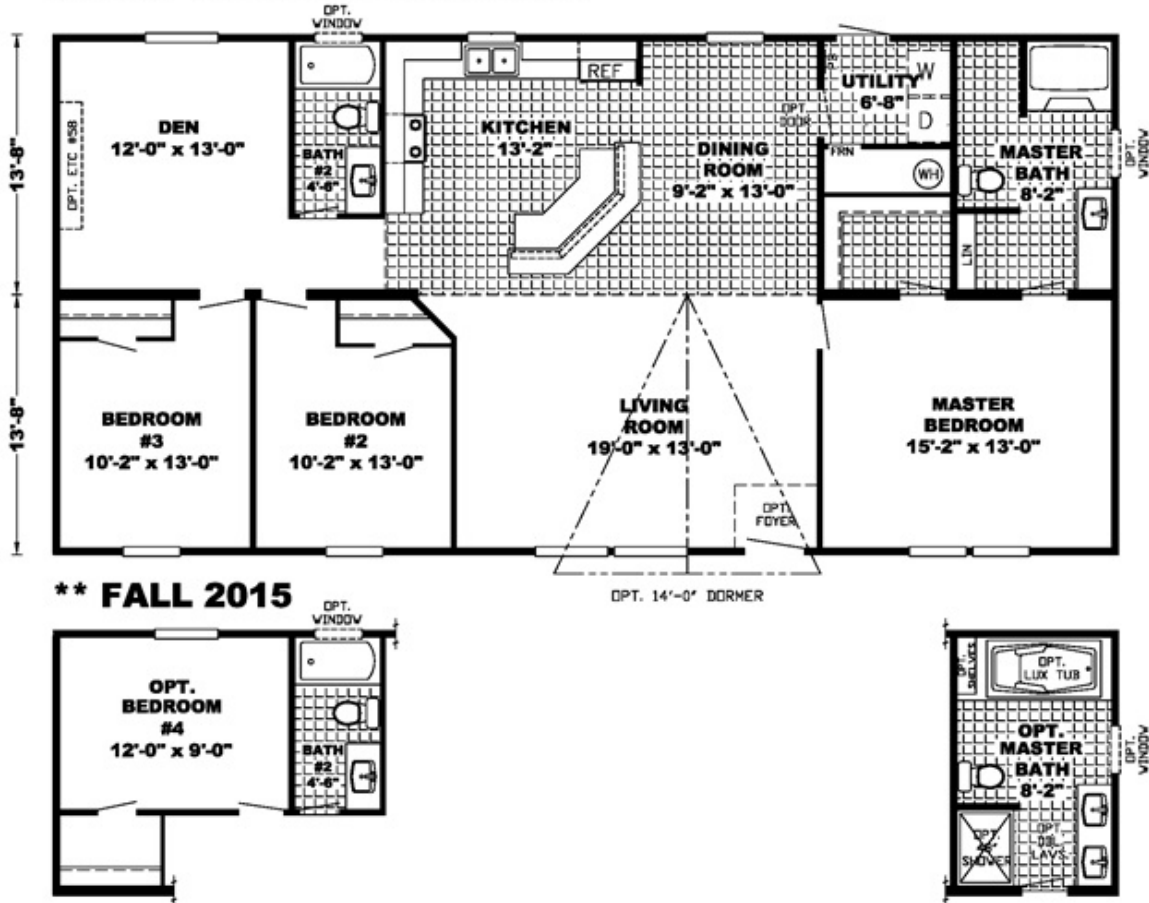 OPT.
WINDOW
13'-8"
OPT. ETC #58
DEN
12'-0" x 13'-0"
BATH
#2
4'-6"
KITCHEN
13'-2"
REF
DINING
ROOM
9'-2" x 13'-0"
OPT.
DOOR
PB
UTILITY
6'-8"
W
D
FRN
WH
MASTER
BATH
8'-2"
LIN
OPT.
WINDOW
13'-8"
BEDROOM
#3
10'-2" x 13'-0"
BEDROOM
#2
10'-2" x 13'-0"
LIVING
ROOM
19'-0" x 13'-0"
OPT.
FOYER
MASTER
BEDROOM
15'-2" x 13'-0"
OPT. 14'-0" DORMER
** FALL 2015
OPT.
WINDOW
OPT.
BEDROOM
#4
12'-0" x 9'-0"
BATH
#2
4'-6"
OPT.
SHELVES
OPT.
LUX TUB
OPT.
MASTER
BATH
8'-2"
OPT.
WINDOW
OPT.
48"
SHOWER
OPT.
DBL
LAVS.